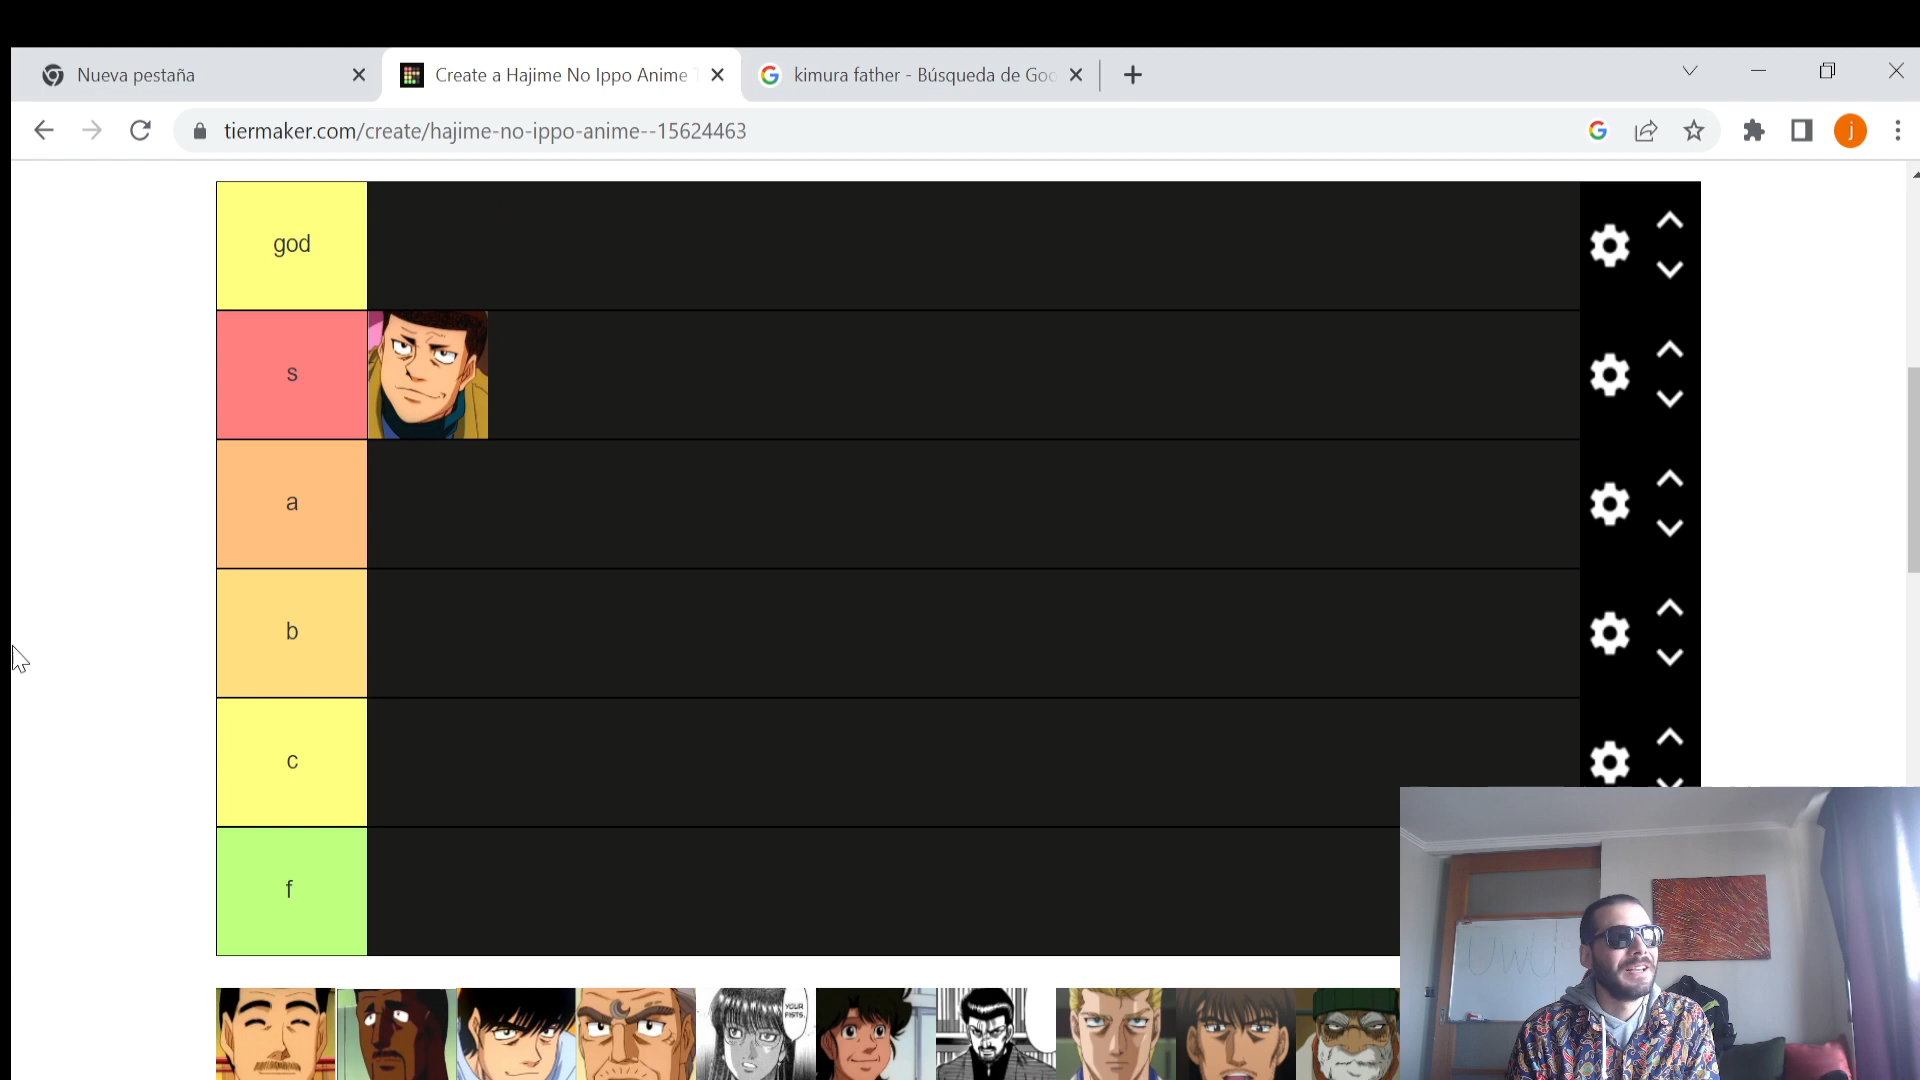 Nueva pestaña
Create a Hajime No Ippo Anime
kimura father - Búsqueda de Goo
tiermaker.com/create/hajime-no-ippo-anime--15624463
j
god
s
a
b
c
f
YOUR
FISTS.
UWU